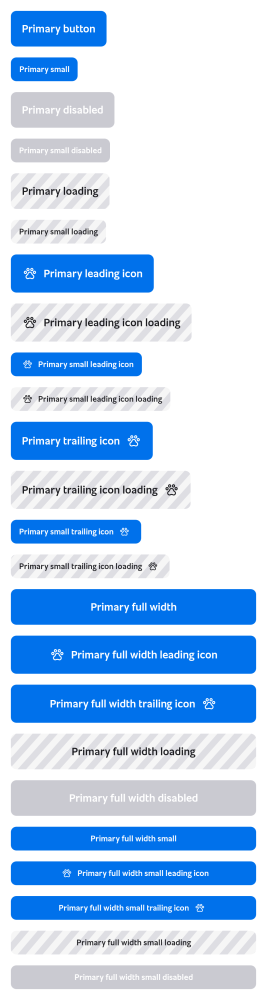 Primary button
Primary small
Primary disabled
Primary small disabled
Primary loading
Primary small loading
Primary leading icon
Primary leading icon loading
Primary small leading icon
Primary small leading icon loading
Primary trailing icon
Primary trailing icon loading
Primary small trailing icon
Primary small trailing icon loading
Primary full width
Primary full width leading icon
Primary full width trailing icon
Primary full width loading
Primary full width disabled
Primary full width small
Primary full width small leading icon
Primary full width small trailing icon
Primary full width small loading
Primary full width small disabled